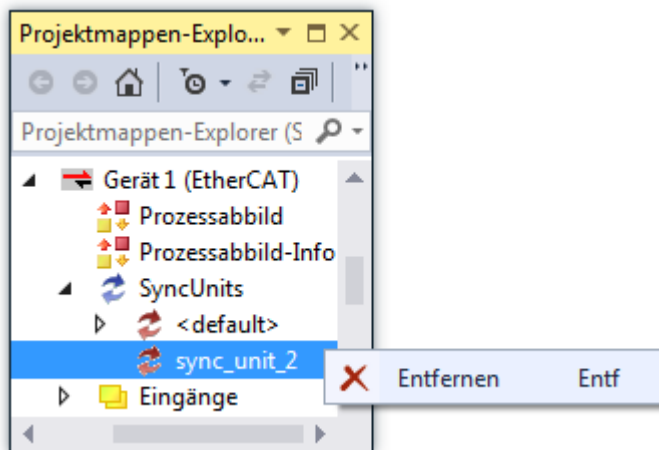 Projektmappen-Explo...
Projektmappen-Explorer (S
Gerät 1 (EtherCAT)
Prozessabbild
Prozessabbild-Info
SyncUnits
<default>
sync_unit_2
Entfernen Entf
Eingänge